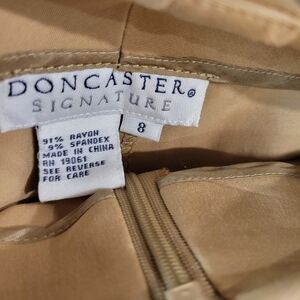 DONCASTER®
SIGNATURE
8
91% RAYON
9% SPANDEX
MADE IN CHINA
RN 19061
SEE REVERSE
FOR CARE